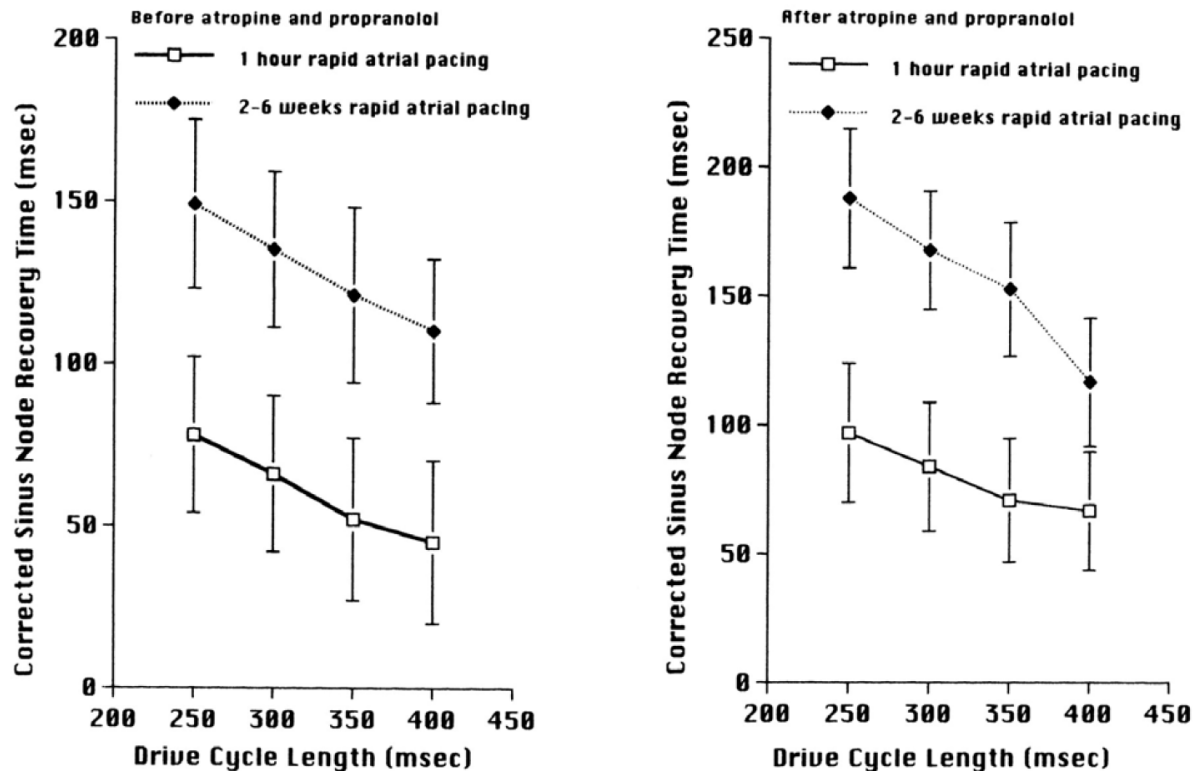 Before atropine and propranolol
200
1 hour rapid atrial pacing
2-6 weeks rapid atrial pacing
150
100
50
0
200 250 300 350 400 450
Drive Cycle Length (msec)
Corrected Sinus Node Recovery Time (msec)
After atropine and propranolol
250
1 hour rapid atrial pacing
2-6 weeks rapid atrial pacing
200
150
100
50
0
200 250 300 350 400 450
Drive Cycle Length (msec)
Corrected Sinus Node Recovery Time (msec)